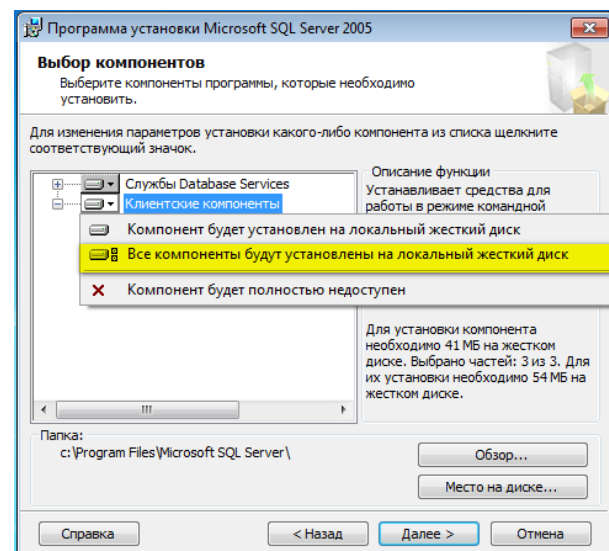 Программа установки Microsoft SQL Server 2005
Выбор компонентов
Выберите компоненты программы, которые необходимо
установить.
Для изменения параметров установки какого-либо компонента из списка щелкните
соответствующий значок.
Службы Database Services
Клиентские компоненты
Описание функции
Устанавливает средства для
работы в режиме командной
Компонент будет установлен на локальный жесткий диск
Все компоненты будут установлены на локальный жесткий диск
Компонент будет полностью недоступен
Для установки компонента
необходимо 41 МБ на жестком
диске. Выбрано частей: 3 из 3. Для
их установки необходимо 54 МБ на
жестком диске.
Папка:
c:\Program Files\Microsoft SQL Server\
Обзор...
Место на диске...
Справка
< Назад
Далее >
Отмена